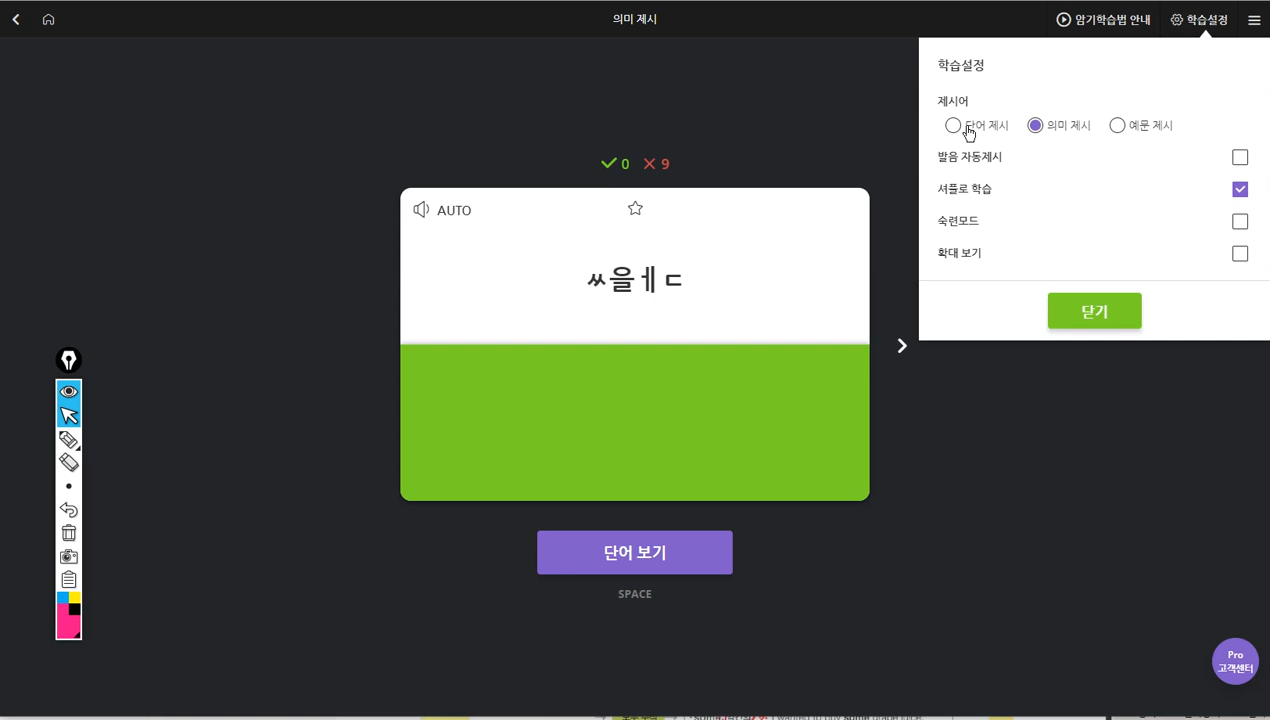 의미 제시
암기학습법 안내
학습설정
학습설정
제시어
단어 제시 의미 제시 예문 제시
발음 자동제시
셔플로 학습
숙련모드
확대 보기
닫기
0 9
AUTO
ㅆ을ㅔㄷ
단어 보기
SPACE
Pro
고객센터